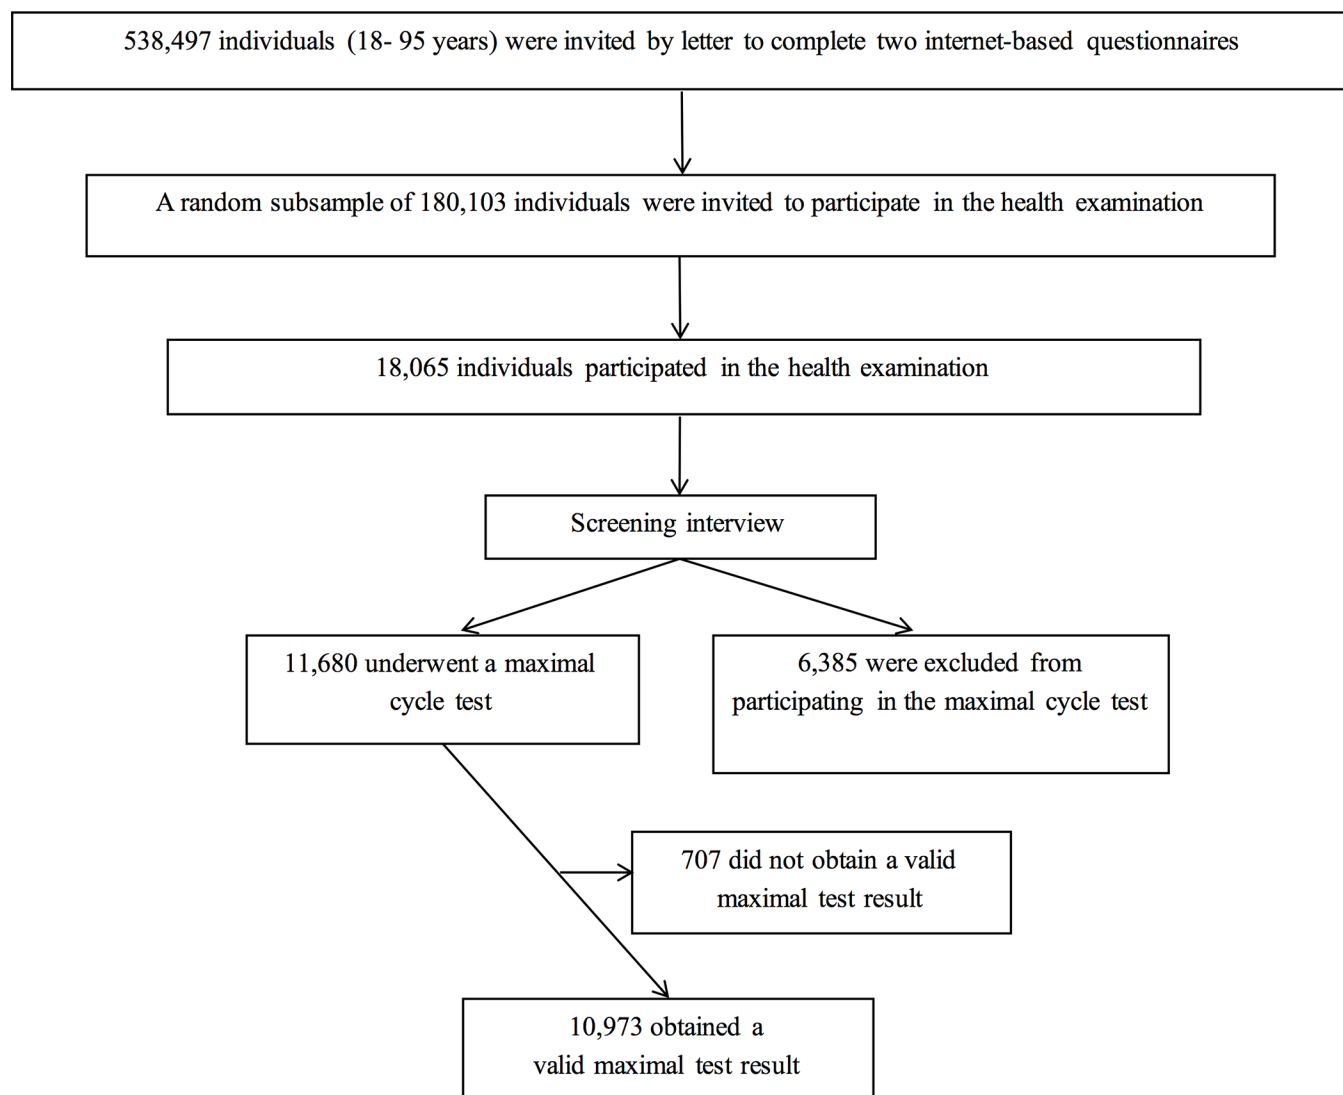 538,497 individuals (18- 95 years) were invited by letter to complete two internet-based questionnaires
A random subsample of 180,103 individuals were invited to participate in the health examination
18,065 individuals participated in the health examination
Screening interview
11,680 underwent a maximal
cycle test
6,385 were excluded from
participating in the maximal cycle test
707 did not obtain a valid
maximal test result
10,973 obtained a
valid maximal test result